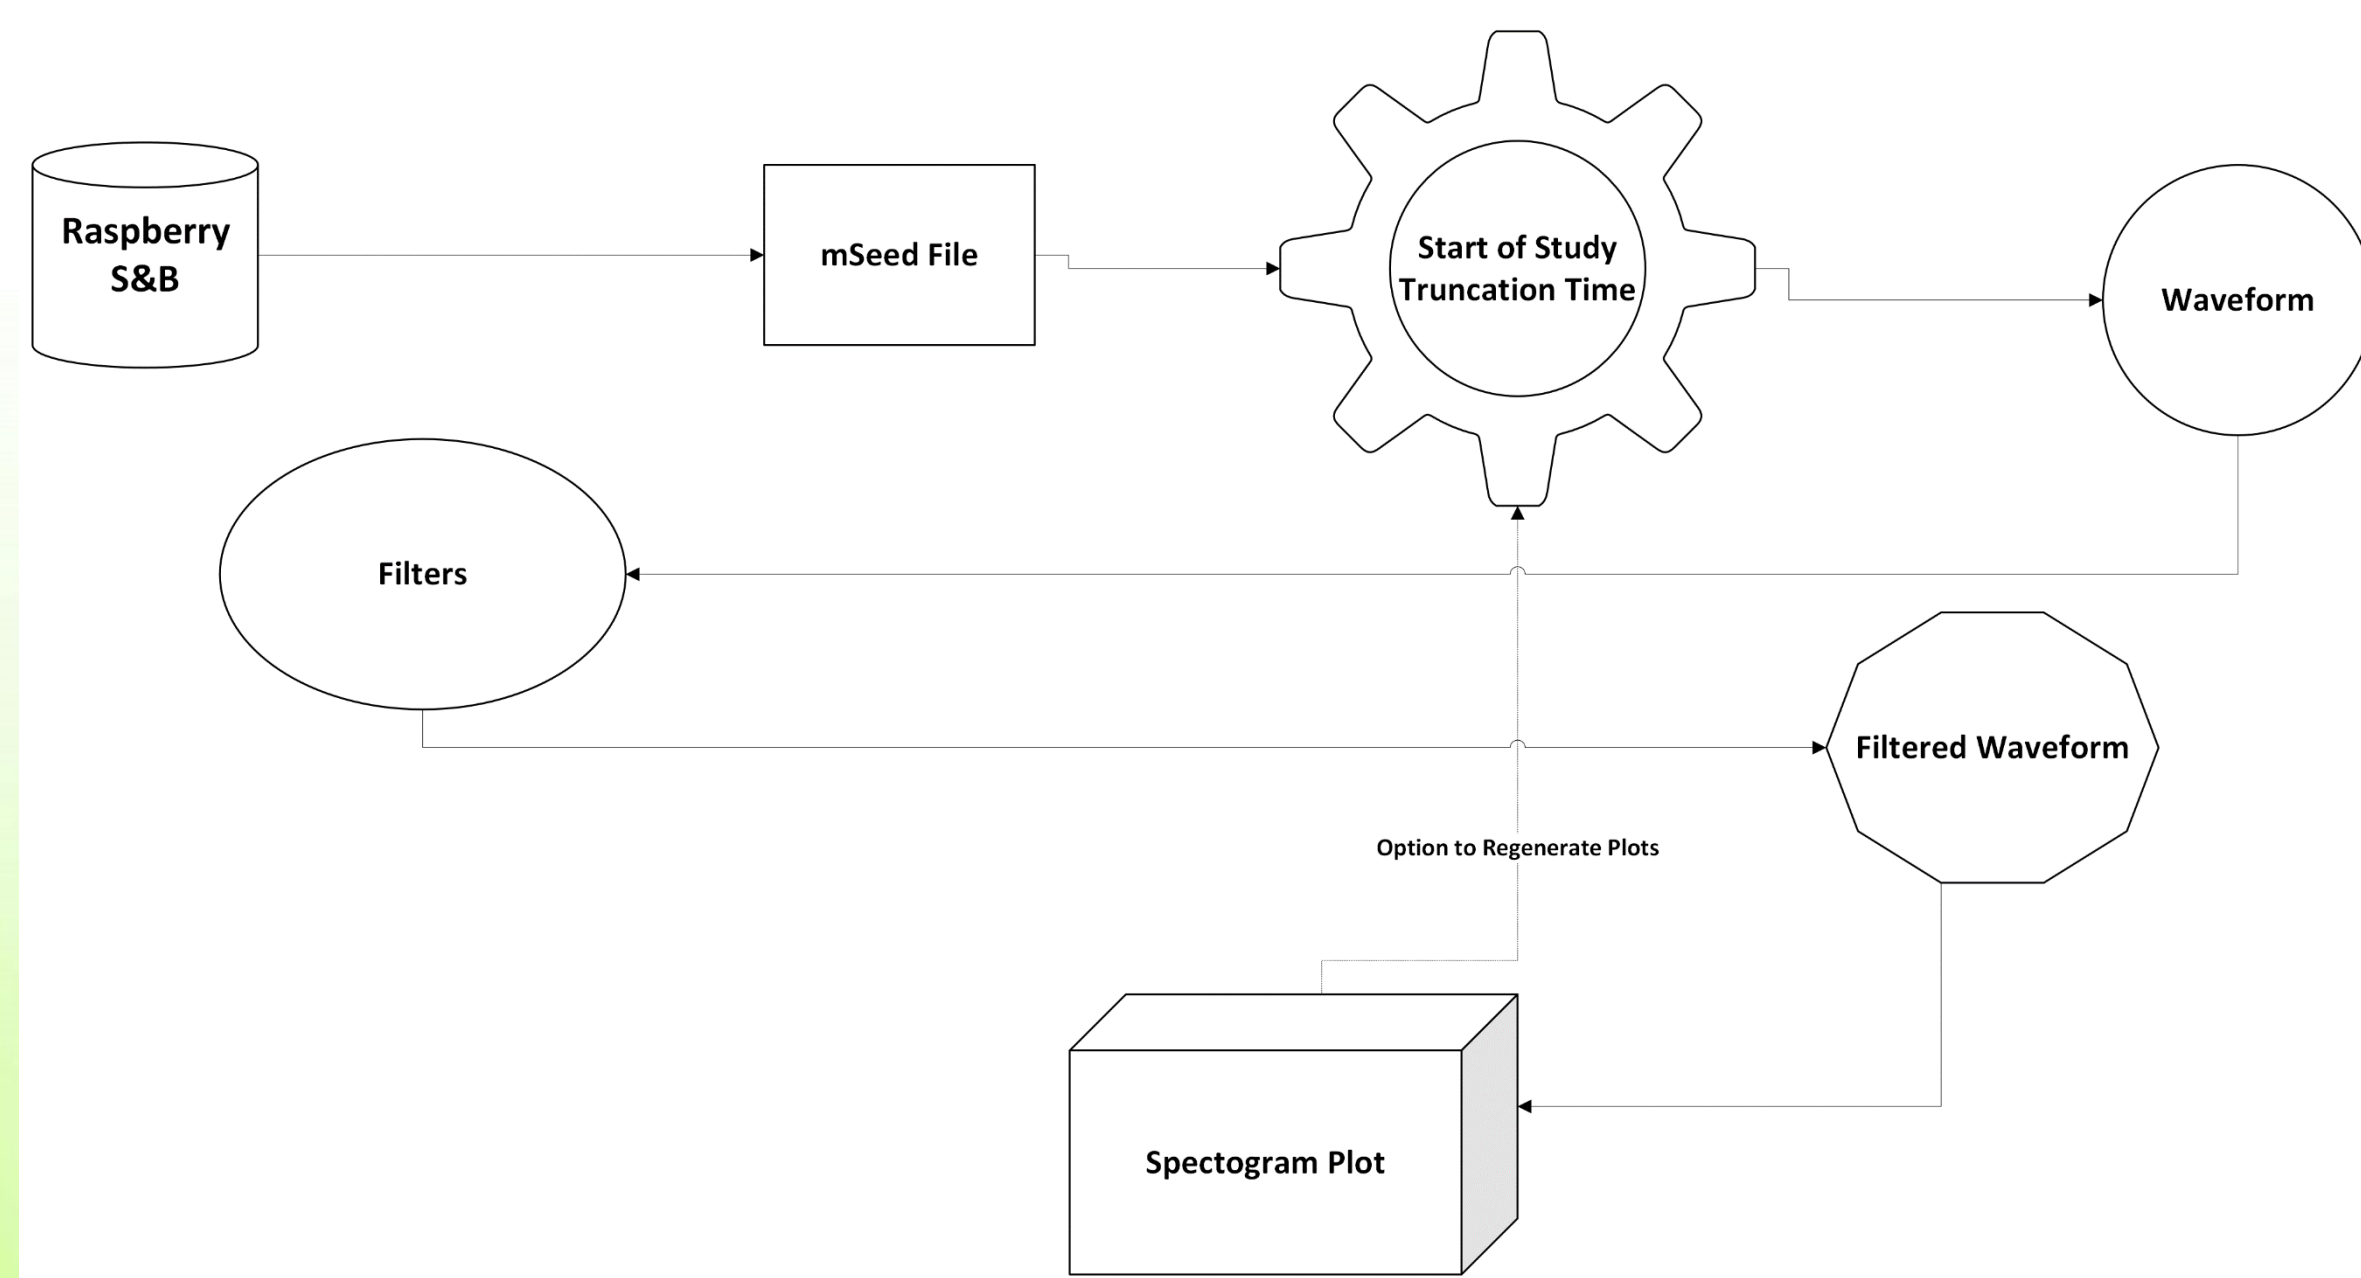 Raspberry
S&B
mSeed File
Start of Study
Truncation Time
Waveform
Filters
Filtered Waveform
Option to Regenerate Plots
Spectogram Plot